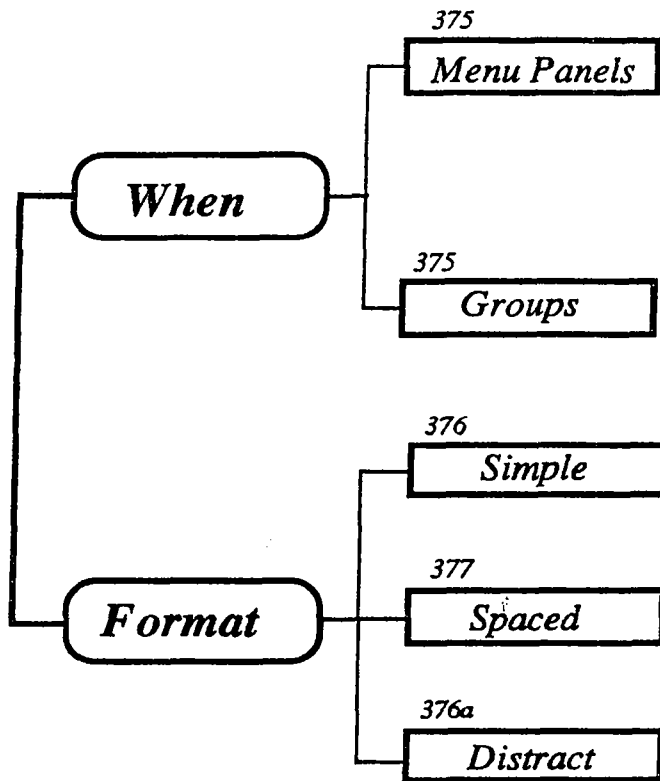 375
Menu Panels
When
375
Groups
376
Simple
377
Spaced
Format
376a
Distract